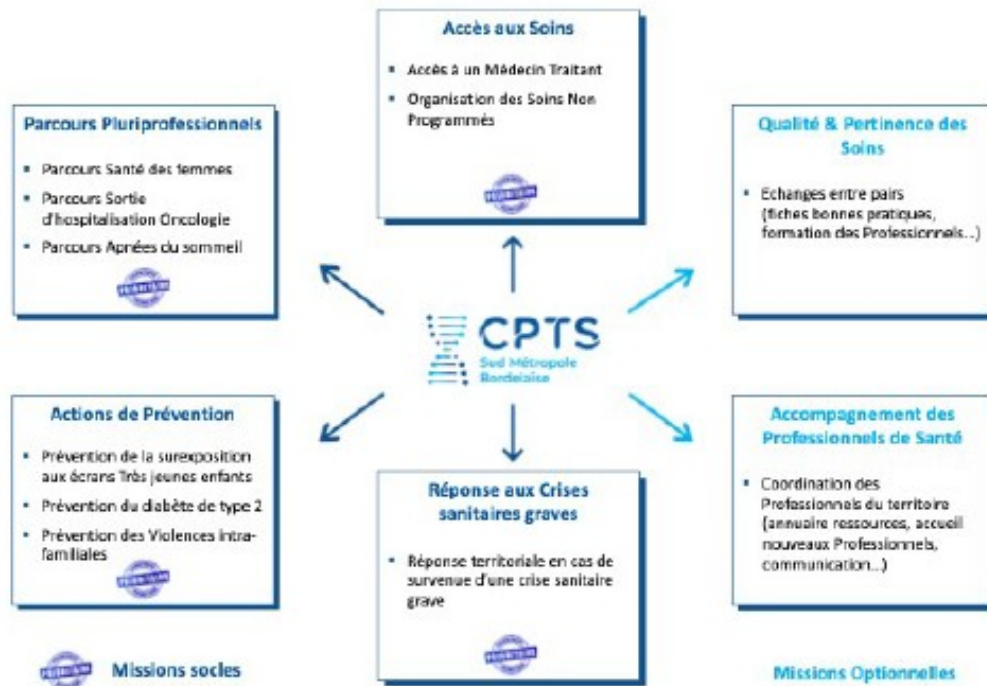 Accès aux Soins
Accès à un Médecin Traitant
Organisation des Soins Non
Programmés
PRIORITAIRE
Parcours Pluriprofessionnels
Parcours Santé des femmes
Parcours Sortie
d'hospitalisation Oncologie
Parcours Apnées du sommeil
PRIORITAIRE
Qualité & Pertinence des
Soins
Echanges entre pairs
(fiches bonnes pratiques,
formation des Professionnels...)
CPTS
Sud Métropole
Bordelaise
Actions de Prévention
Prévention de la surexposition
aux écrans Très jeunes enfants
Prévention du diabète de type 2
Prévention des Violences intra-
familiales
PRIORITAIRE
Réponse aux Crises
sanitaires graves
Réponse territoriale en cas de
survenue d'une crise sanitaire
grave
PRIORITAIRE
Accompagnement des
Professionnels de Santé
Coordination des
Professionnels du territoire
(annuaire ressources, accueil
nouveaux Professionnels,
communication...)
PRIORITAIRE
Missions socles
Missions Optionnelles